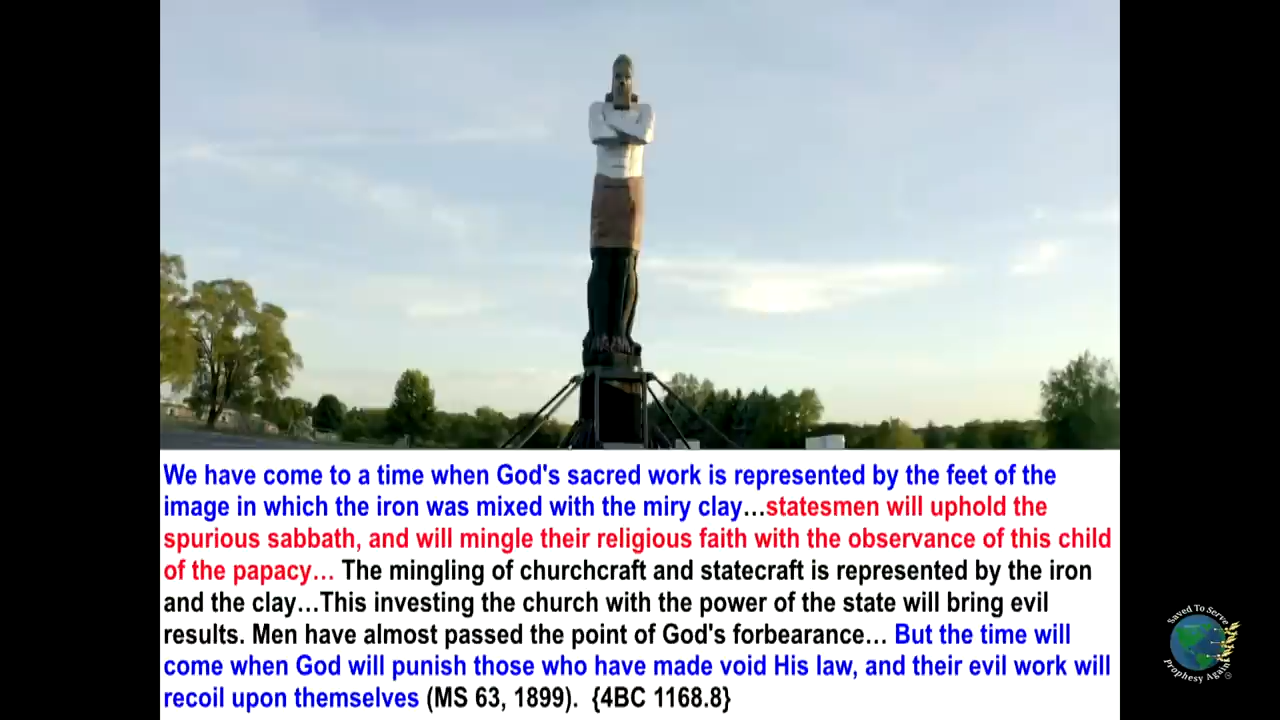 We have come to a time when God's sacred work is represented by the feet of the
image in which the iron was mixed with the miry clay…statesmen will uphold the
spurious sabbath, and will mingle their religious faith with the observance of this child
of the papacy… The mingling of churchcraft and statecraft is represented by the iron
and the clay…This investing the church with the power of the state will bring evil
results. Men have almost passed the point of God's forbearance… But the time will
come when God will punish those who have made void His law, and their evil work will
recoil upon themselves (MS 63, 1899).  {4BC 1168.8}
Saved To Serve
Prophesy Again